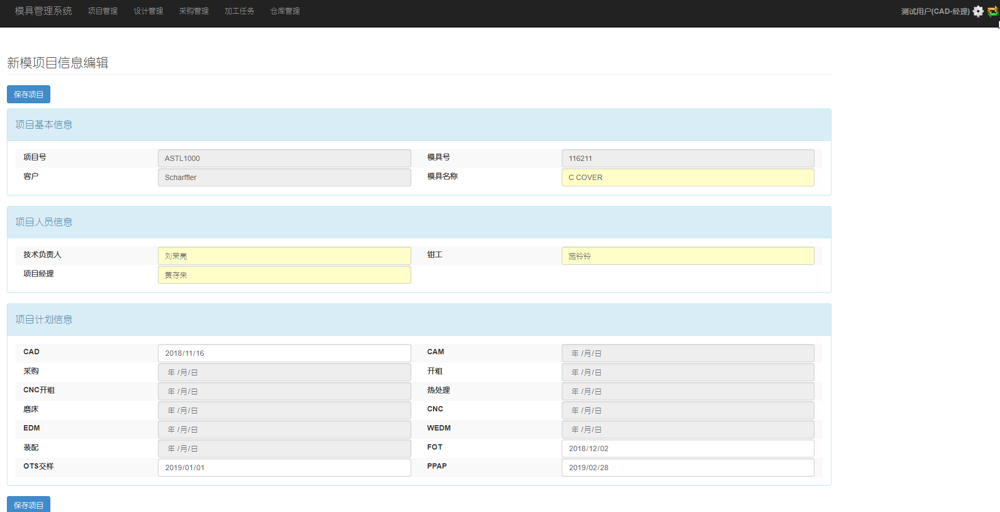 模具管理系统 项目管理 设计管理 采购管理 加工任务 仓库管理 测试用户(CAD-经理)
新模项目信息编辑
保存项目
项目基本信息
项目号 ASTL1000 模具号 116211
客户 Scharffler 模具名称 C COVER
项目人员信息
技术负责人 刘荣亮 钳工 施铃铃
项目经理 黄存来
项目计划信息
CAD 2018/11/16 CAM 年 /月/日
采购 年 /月/日 开粗 年 /月/日
CNC开粗 年 /月/日 热处理 年 /月/日
磨床 年 /月/日 CNC 年 /月/日
EDM 年 /月/日 WEDM 年 /月/日
装配 年 /月/日 FOT 2018/12/02
OTS交样 2019/01/01 PPAP 2019/02/28
保存项目